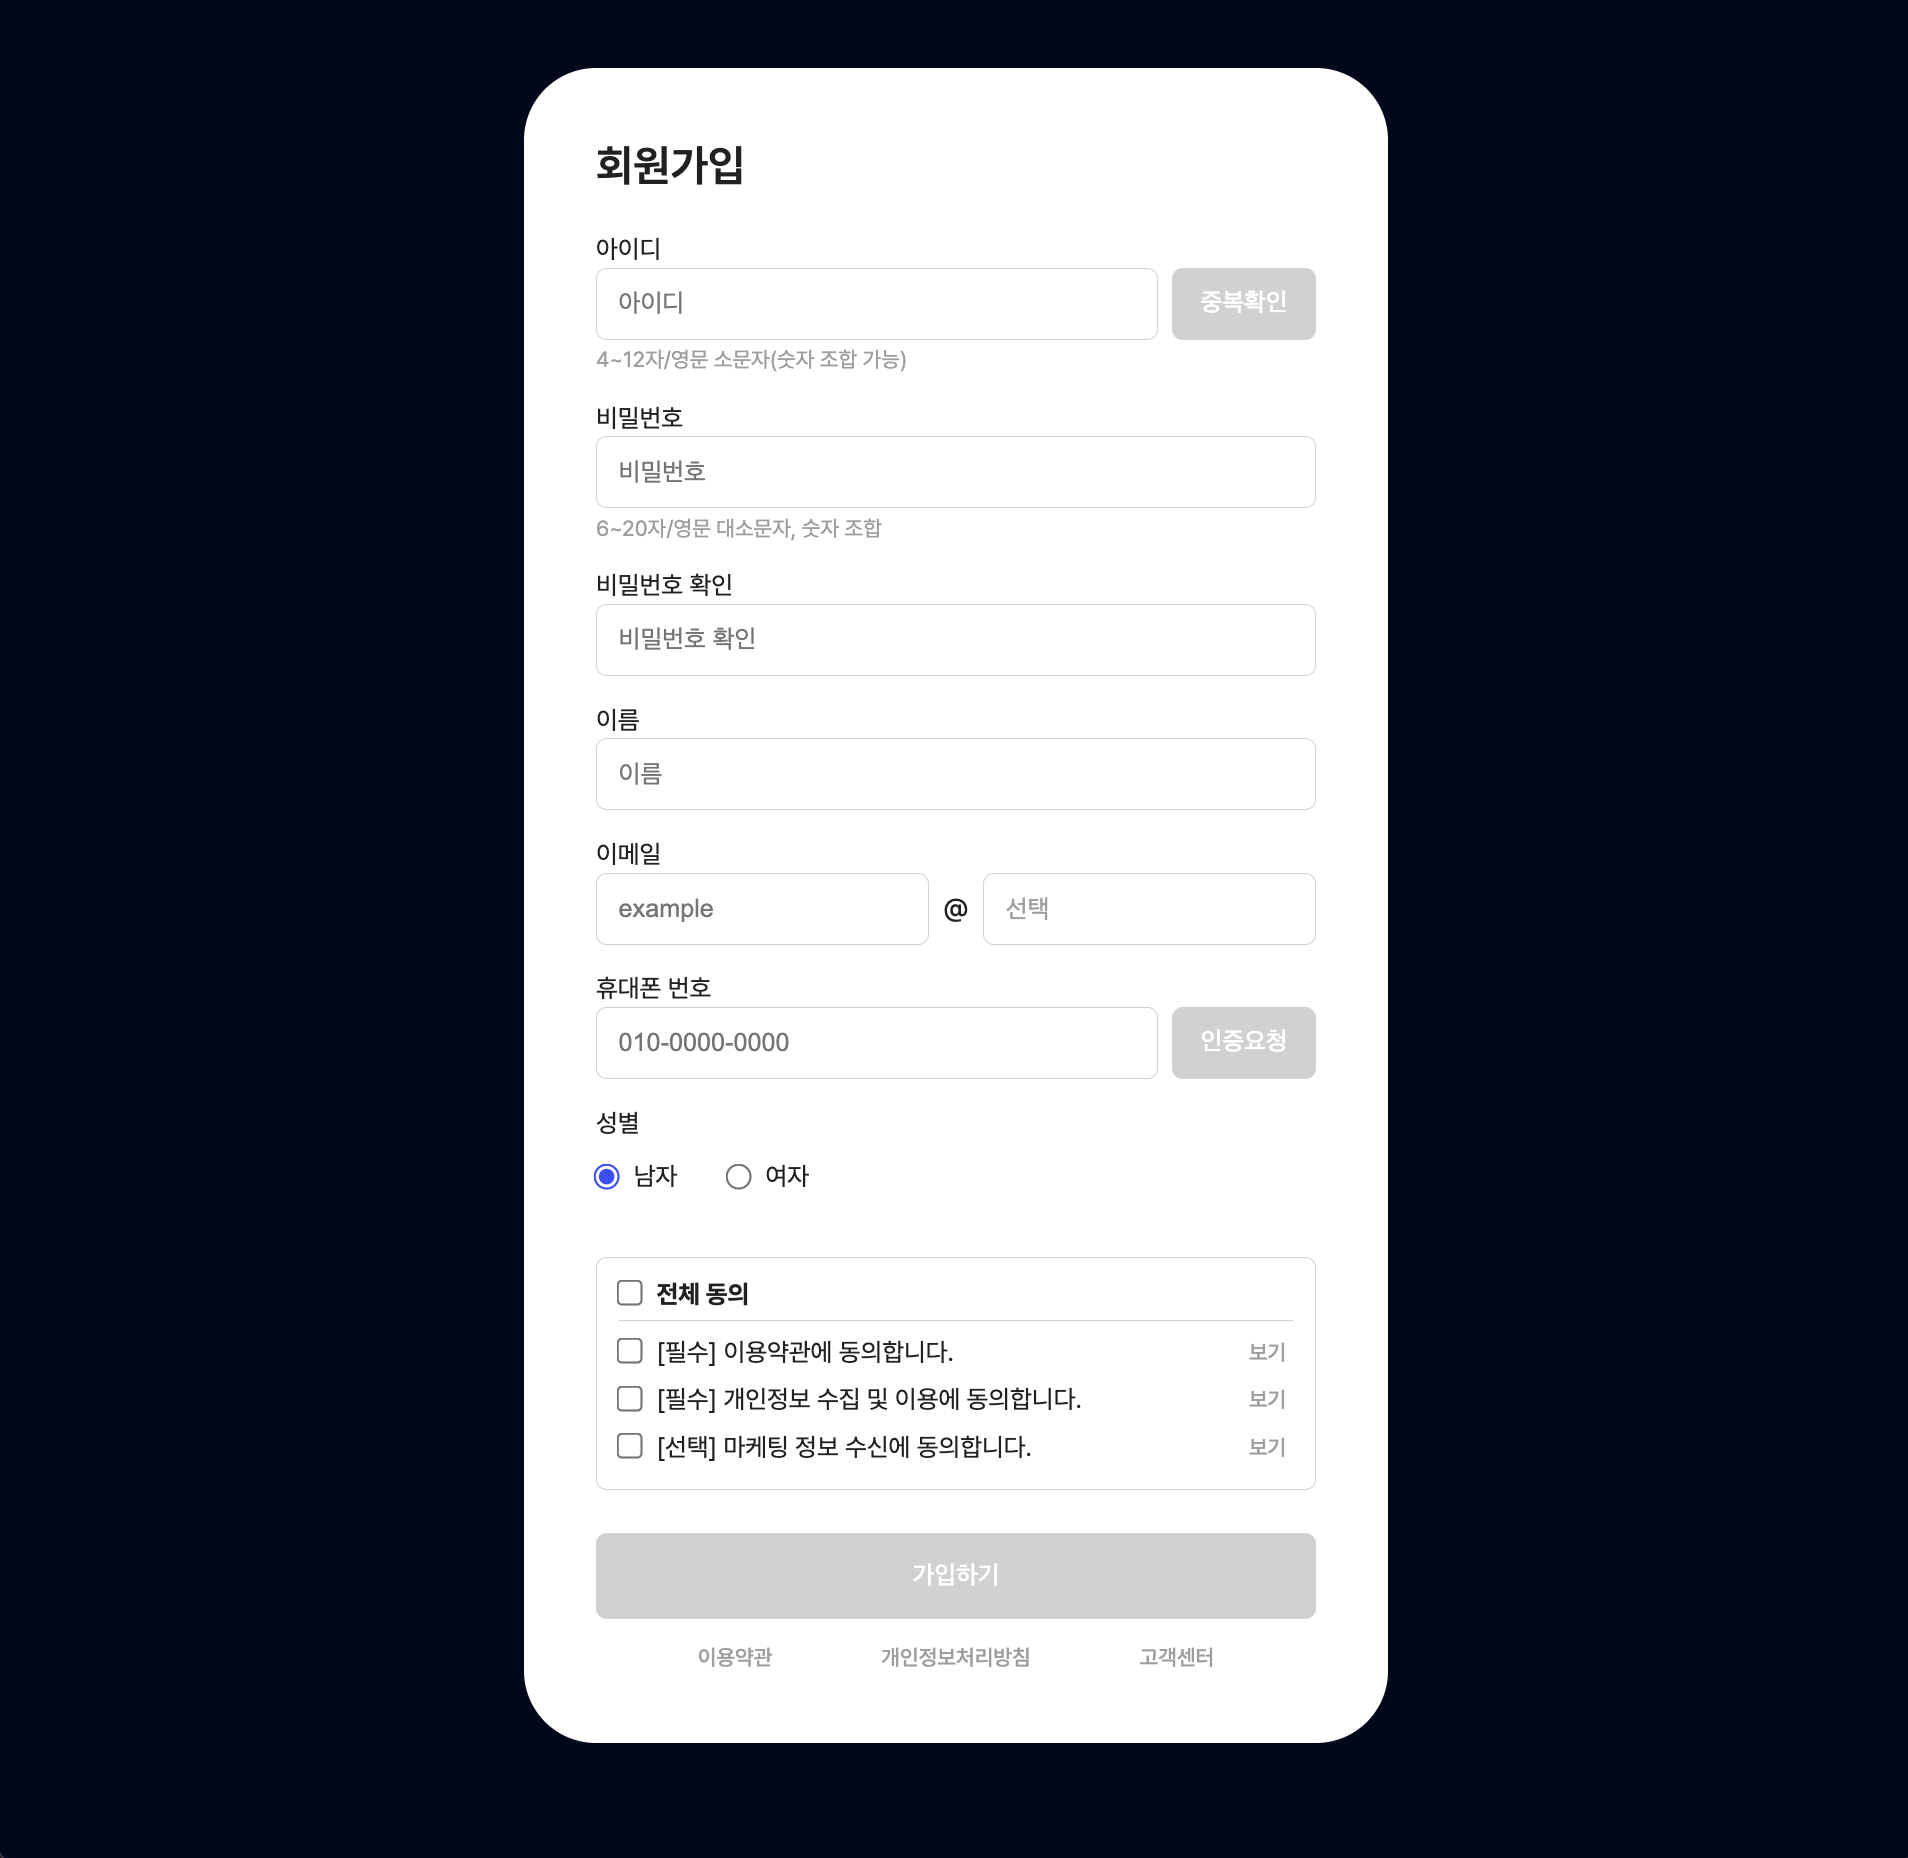 회원가입
아이디
아이디
중복확인
4~12자/영문 소문자(숫자 조합 가능)
비밀번호
비밀번호
6~20자/영문 대소문자, 숫자 조합
비밀번호 확인
비밀번호 확인
이름
이름
이메일
example @ 선택
휴대폰 번호
010-0000-0000
인증요청
성별
남자 여자
전체 동의
[필수] 이용약관에 동의합니다. 보기
[필수] 개인정보 수집 및 이용에 동의합니다. 보기
[선택] 마케팅 정보 수신에 동의합니다. 보기
가입하기
이용약관 개인정보처리방침 고객센터